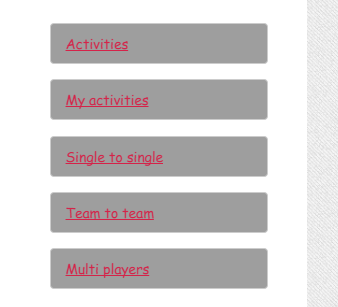 Activities
My activities
Single to single
Team to team
Multi players